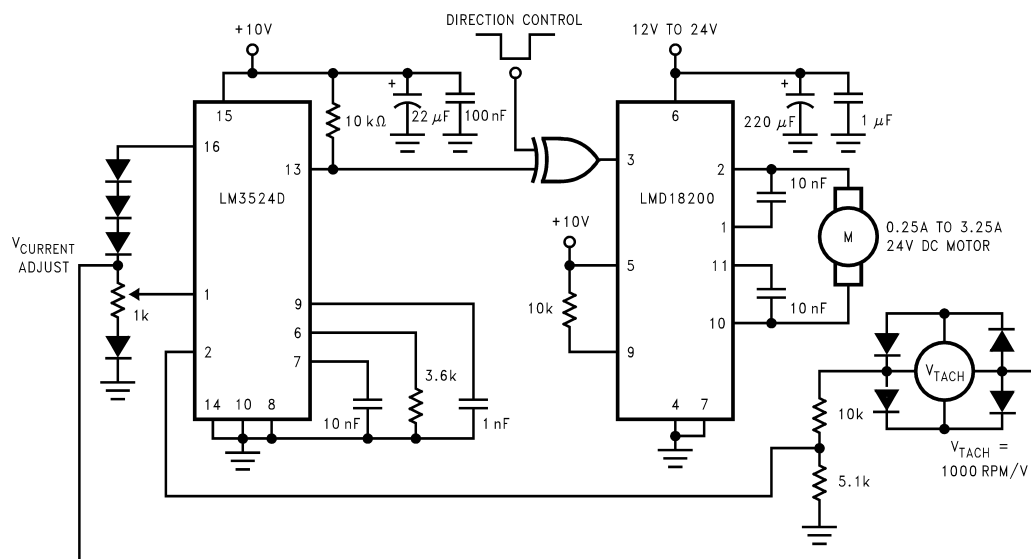 DIRECTION CONTROL
+10V
12V TO 24V
15
10 kΩ
22 μF
100 nF
6
220 μF
1 μF
16
13
3
2
10 nF
LM3524D
LMD18200
+10V
1
M
0.25A TO 3.25A
24V DC MOTOR
VCURRENT
ADJUST
5
11
1
1k
9
10k
10 nF
10
6
2
7
3.6k
9
VTACH
14
10
8
10 nF
1 nF
4
7
10k
VTACH =
1000 RPM/V
5.1k